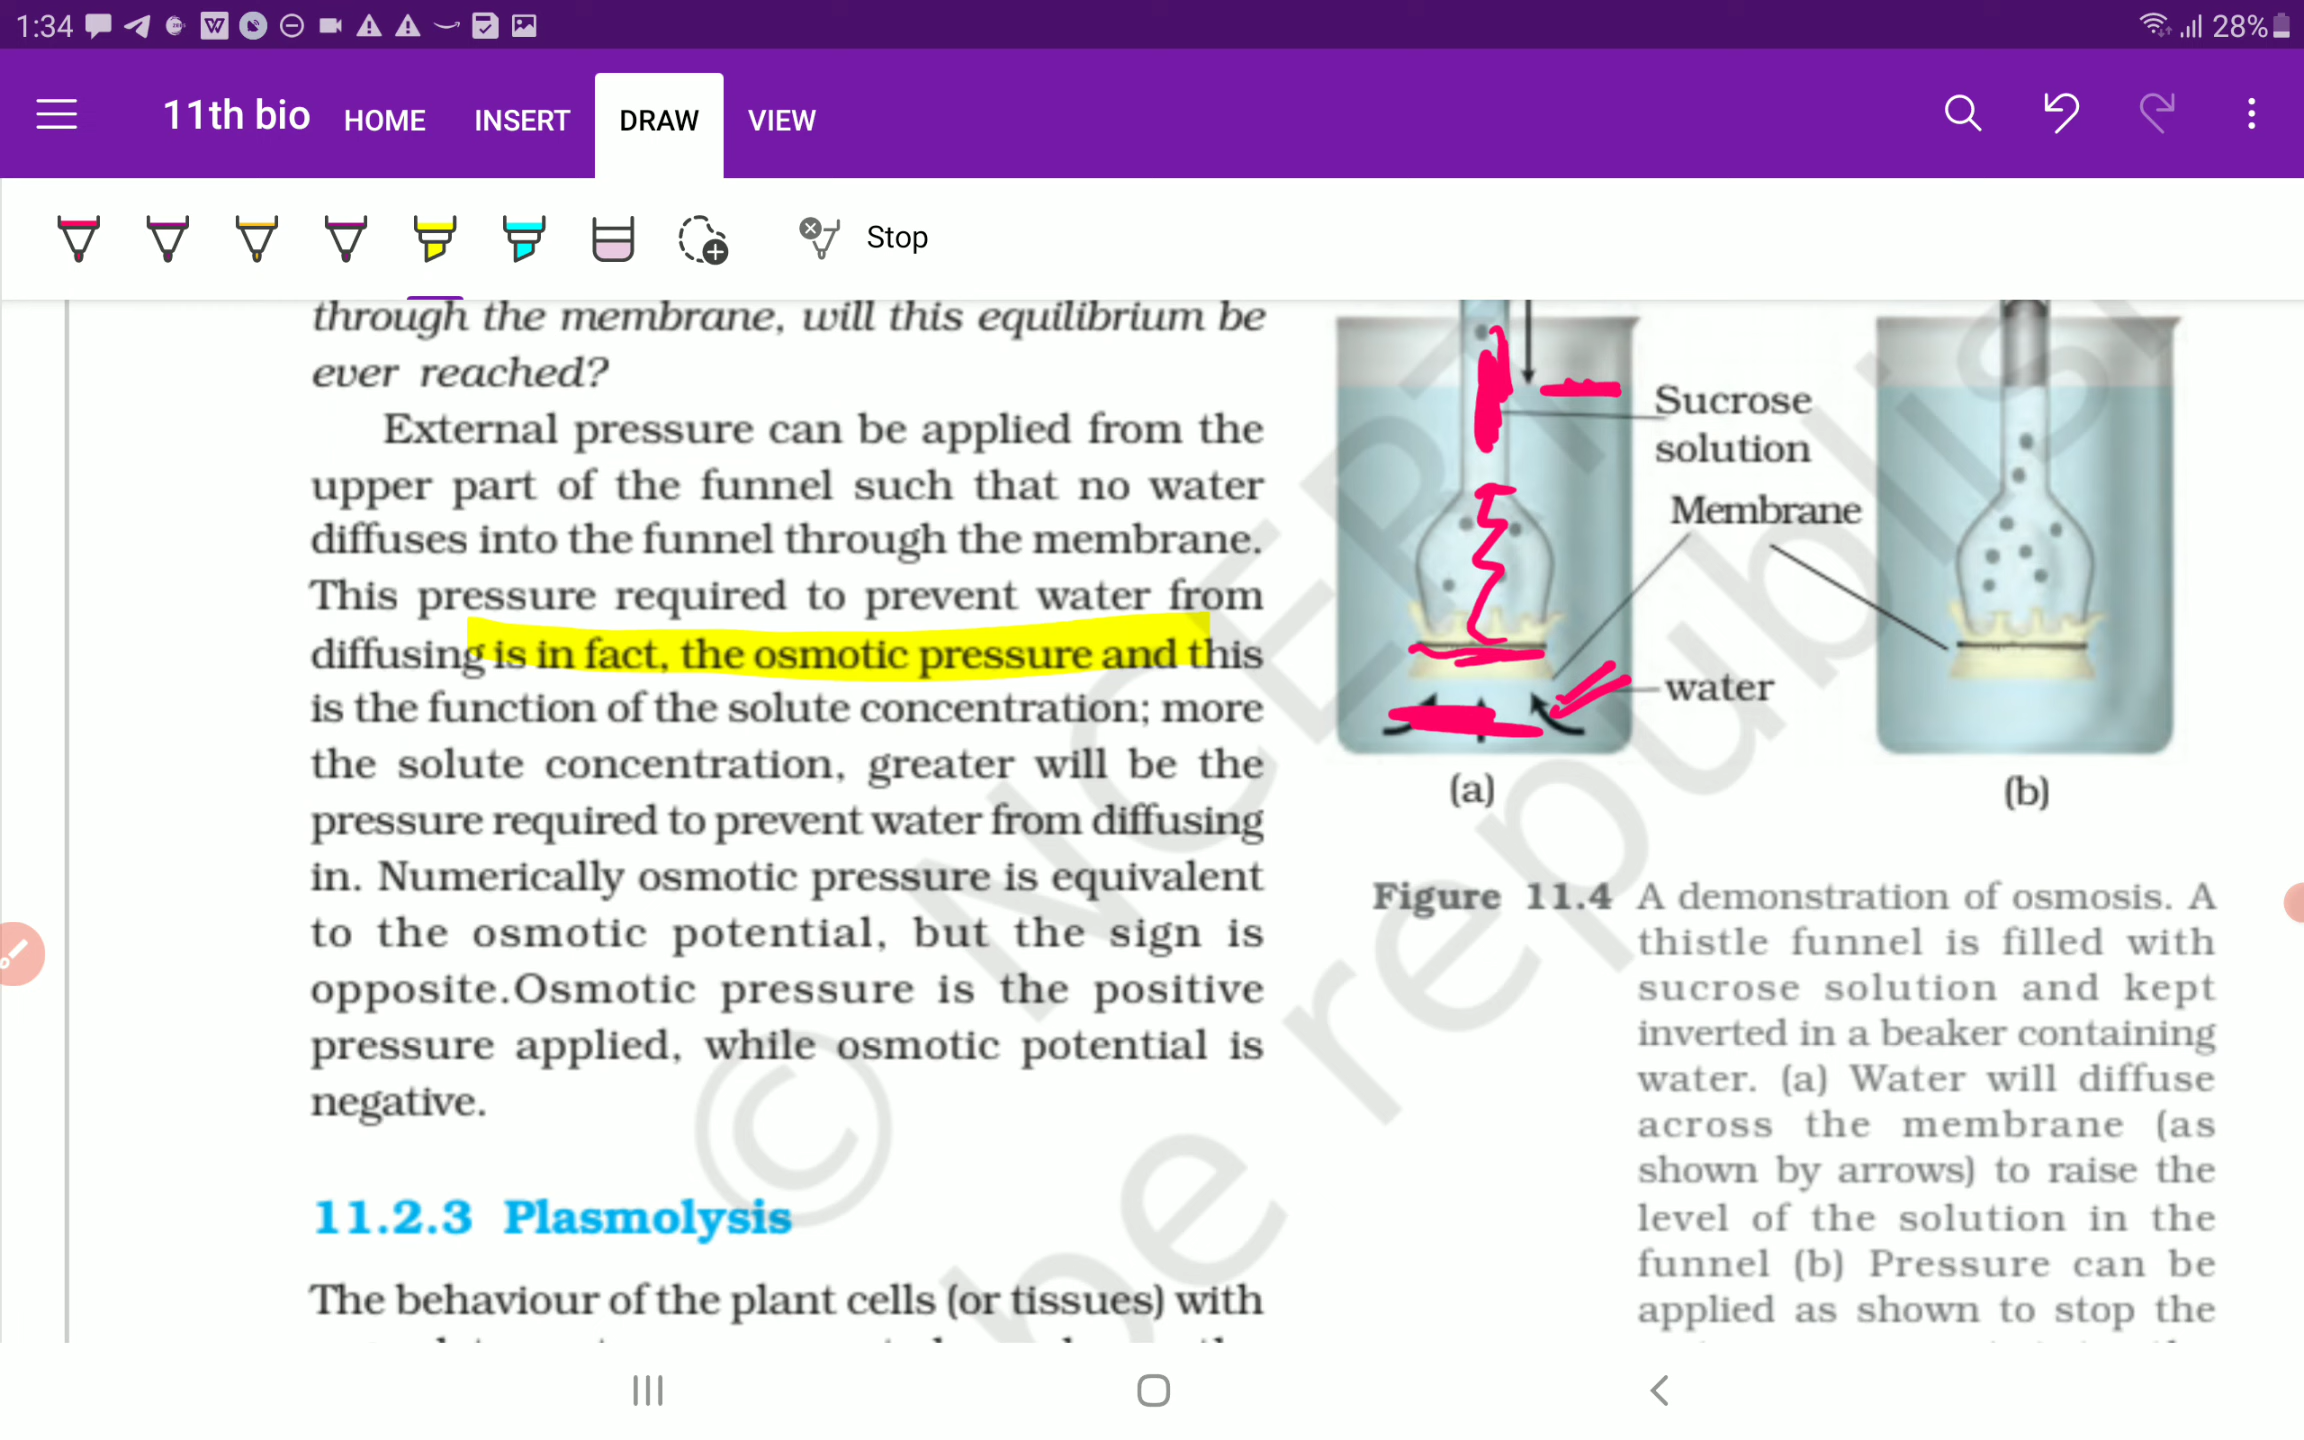 1:34
28%
11th bio HOME INSERT DRAW VIEW
Stop
through the membrane, will this equilibrium be
ever reached?
External pressure can be applied from the
upper part of the funnel such that no water
diffuses into the funnel through the membrane.
This pressure required to prevent water from
diffusing is in fact, the osmotic pressure and this
is the function of the solute concentration; more
the solute concentration, greater will be the
pressure required to prevent water from diffusing
in. Numerically osmotic pressure is equivalent
to the osmotic potential, but the sign is
opposite.Osmotic pressure is the positive
pressure applied, while osmotic potential is
negative.
11.2.3 Plasmolysis
The behaviour of the plant cells (or tissues) with
Sucrose
solution
Membrane
water
(a)
(b)
Figure 11.4 A demonstration of osmosis. A
thistle funnel is filled with
sucrose solution and kept
inverted in a beaker containing
water. (a) Water will diffuse
across the membrane (as
shown by arrows) to raise the
level of the solution in the
funnel (b) Pressure can be
applied as shown to stop the
© NCERT
be republis